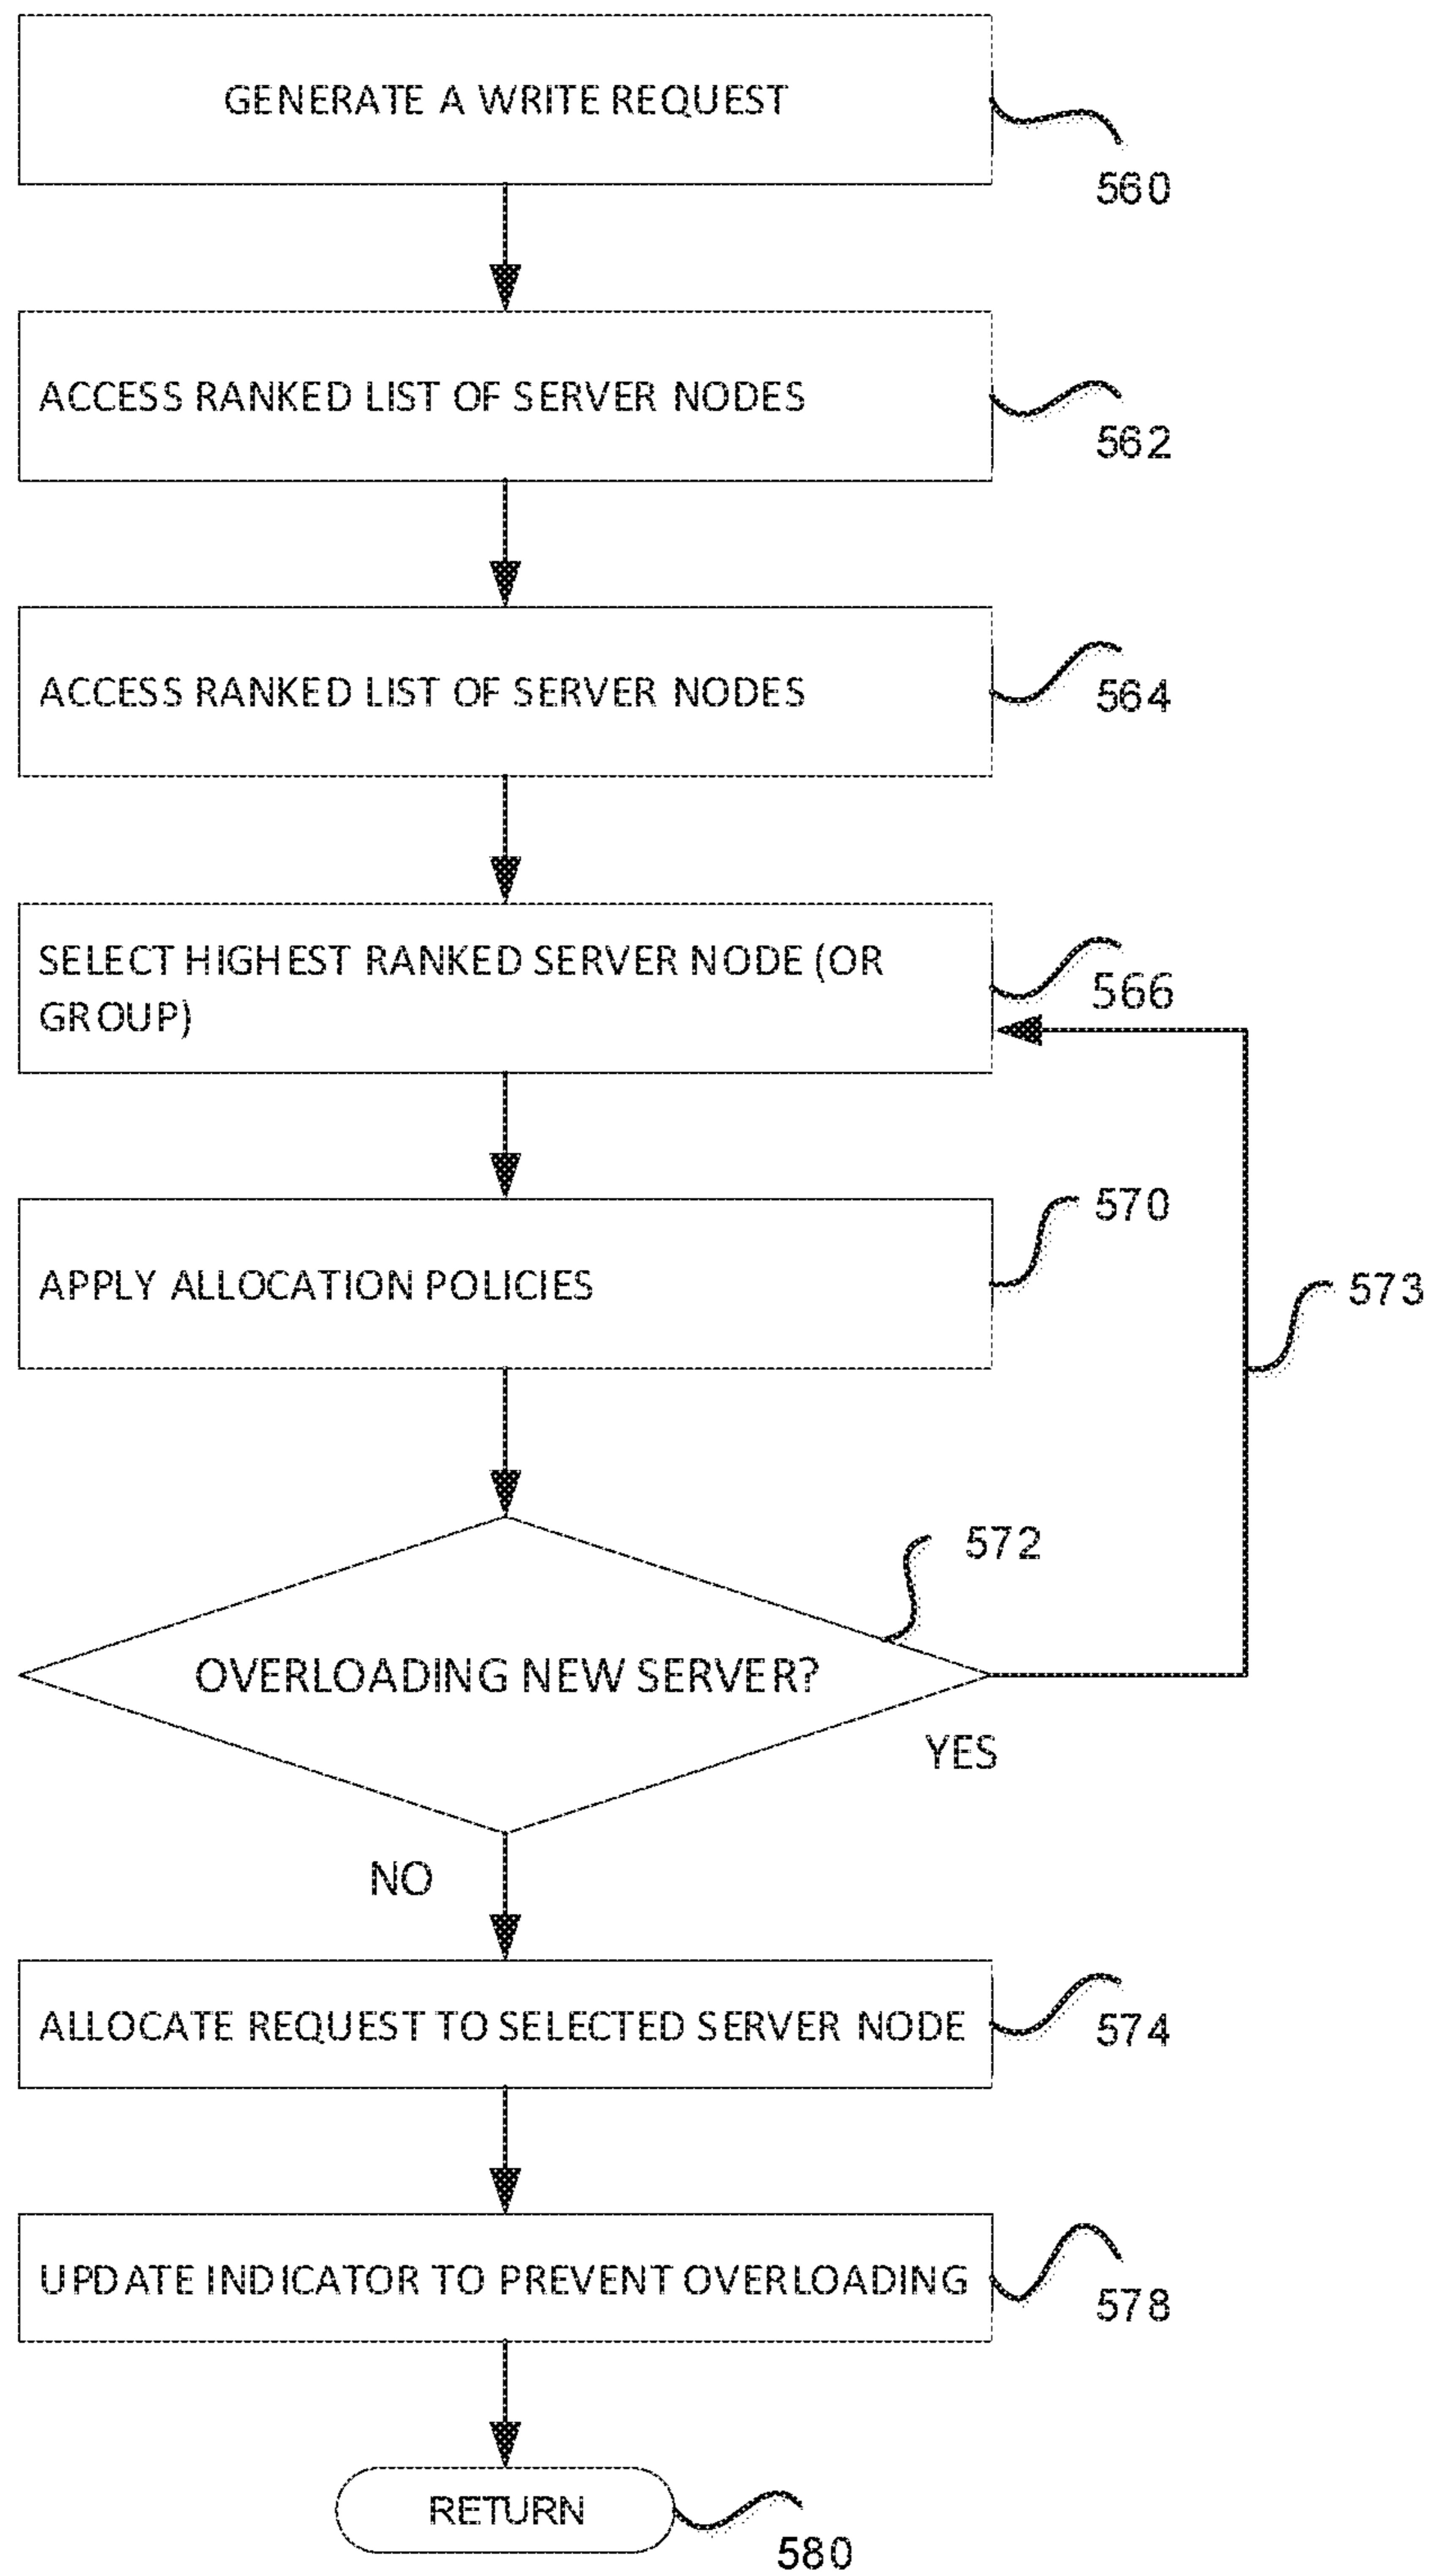 GENERATE A WRITE REQUEST
560
ACCESS RANKED LIST OF SERVER NODES
562
ACCESS RANKED LIST OF SERVER NODES
564
SELECT HIGHEST RANKED SERVER NODE (OR
GROUP)
566
APPLY ALLOCATION POLICIES
570
573
572
OVERLOADING NEW SERVER?
YES
NO
ALLOCATE REQUEST TO SELECTED SERVER NODE
574
UPDATE INDICATOR TO PREVENT OVERLOADING
578
RETURN
580